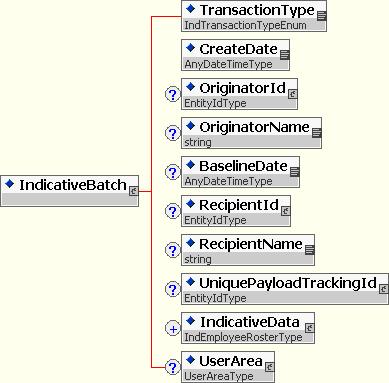 TransactionType
IndTransactionTypeEnum
CreateDate
AnyDateTimeType
? OriginatorId
EntityIdType
? OriginatorName
string
? BaselineDate
AnyDateTimeType
IndicativeBatch
? RecipientId
EntityIdType
? RecipientName
string
? UniquePayloadTrackingId
EntityIdType
+ IndicativeData
IndEmployeeRosterType
? UserArea
UserAreaType